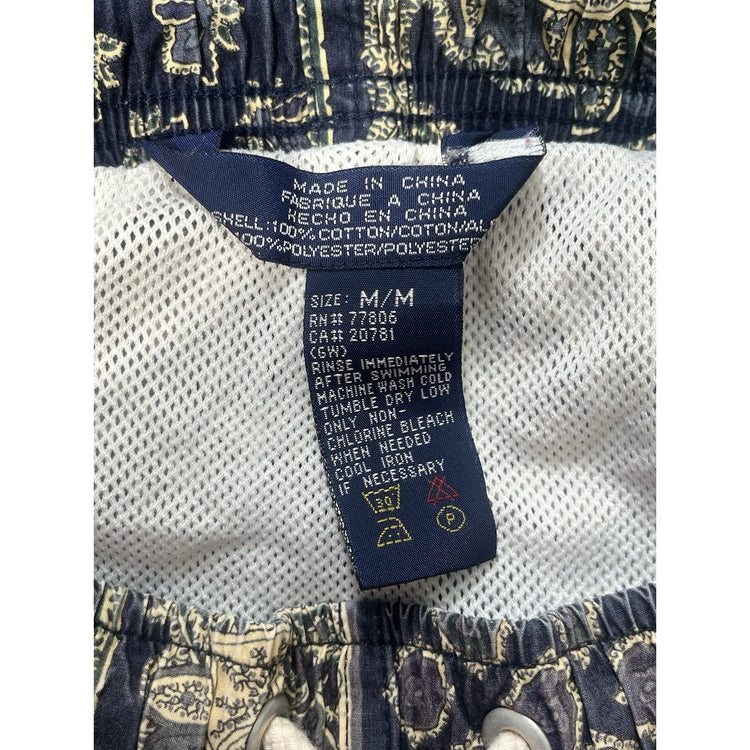 MADE IN CHINA
FABRIQUE A CHINA
HECHO EN CHINA
SHELL: 100% COTTON/COTON/AL
100%POLYESTER/POLYESTER
SIZE: M/M
RN# 77806
CA# 20781
(GW)
RINSE IMMEDIATELY
AFTER SWIMMING
MACHINE WASH COLD
TUMBLE DRY LOW
ONLY NON-
CHLORINE BLEACH
WHEN NEEDED
COOL IRON
IF NECESSARY
30°
P